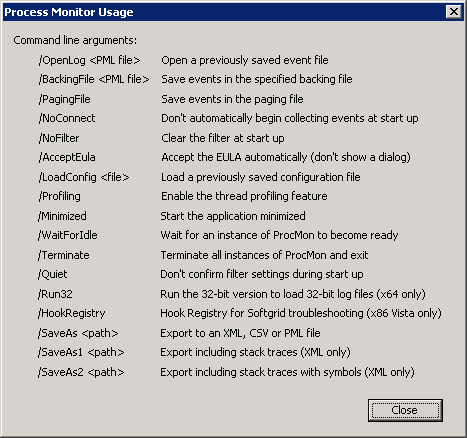 Process Monitor Usage
Command line arguments:
/OpenLog <PML file> Open a previously saved event file
/BackingFile <PML file> Save events in the specified backing file
/PagingFile Save events in the paging file
/NoConnect Don't automatically begin collecting events at start up
/NoFilter Clear the filter at start up
/AcceptEula Accept the EULA automatically (don't show a dialog)
/LoadConfig <file> Load a previously saved configuration file
/Profiling Enable the thread profiling feature
/Minimized Start the application minimized
/WaitForIdle Wait for an instance of ProcMon to become ready
/Terminate Terminate all instances of ProcMon and exit
/Quiet Don't confirm filter settings during start up
/Run32 Run the 32-bit version to load 32-bit log files (x64 only)
/HookRegistry Hook Registry for Softgrid troubleshooting (x86 Vista only)
/SaveAs <path> Export to an XML, CSV or PML file
/SaveAs1 <path> Export including stack traces (XML only)
/SaveAs2 <path> Export including stack traces with symbols (XML only)
Close